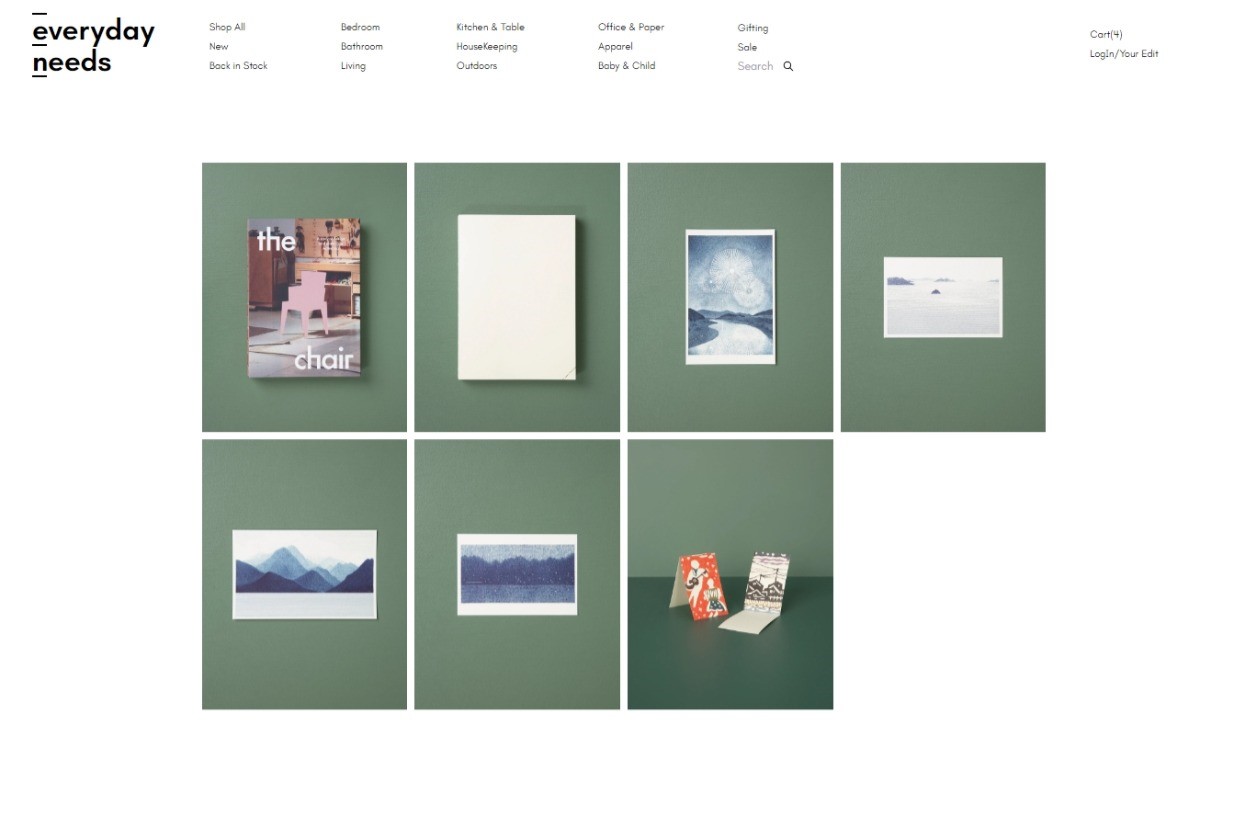 everyday
needs
Shop All
New
Back in Stock
Bedroom
Bathroom
Living
Kitchen & Table
HouseKeeping
Outdoors
Office & Paper
Apparel
Baby & Child
Gifting
Sale
Search
Cart(4)
LogIn/Your Edit
the
chair